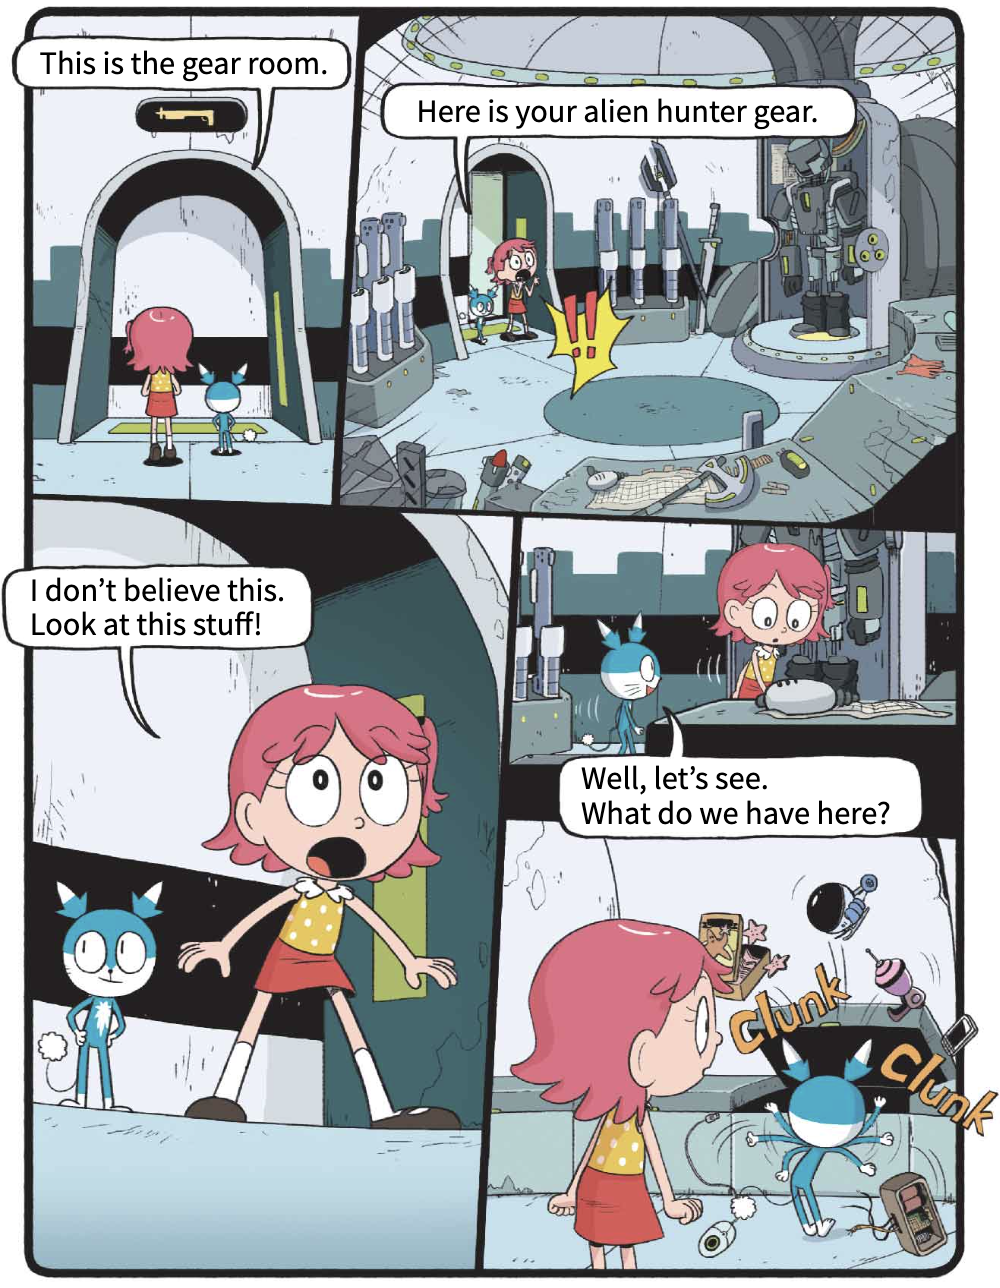 This is the gear room.
Here is your alien hunter gear.
!!!
I don't believe this.
Look at this stuff!
Well, let's see.
What do we have here?
Clunk
Clunk